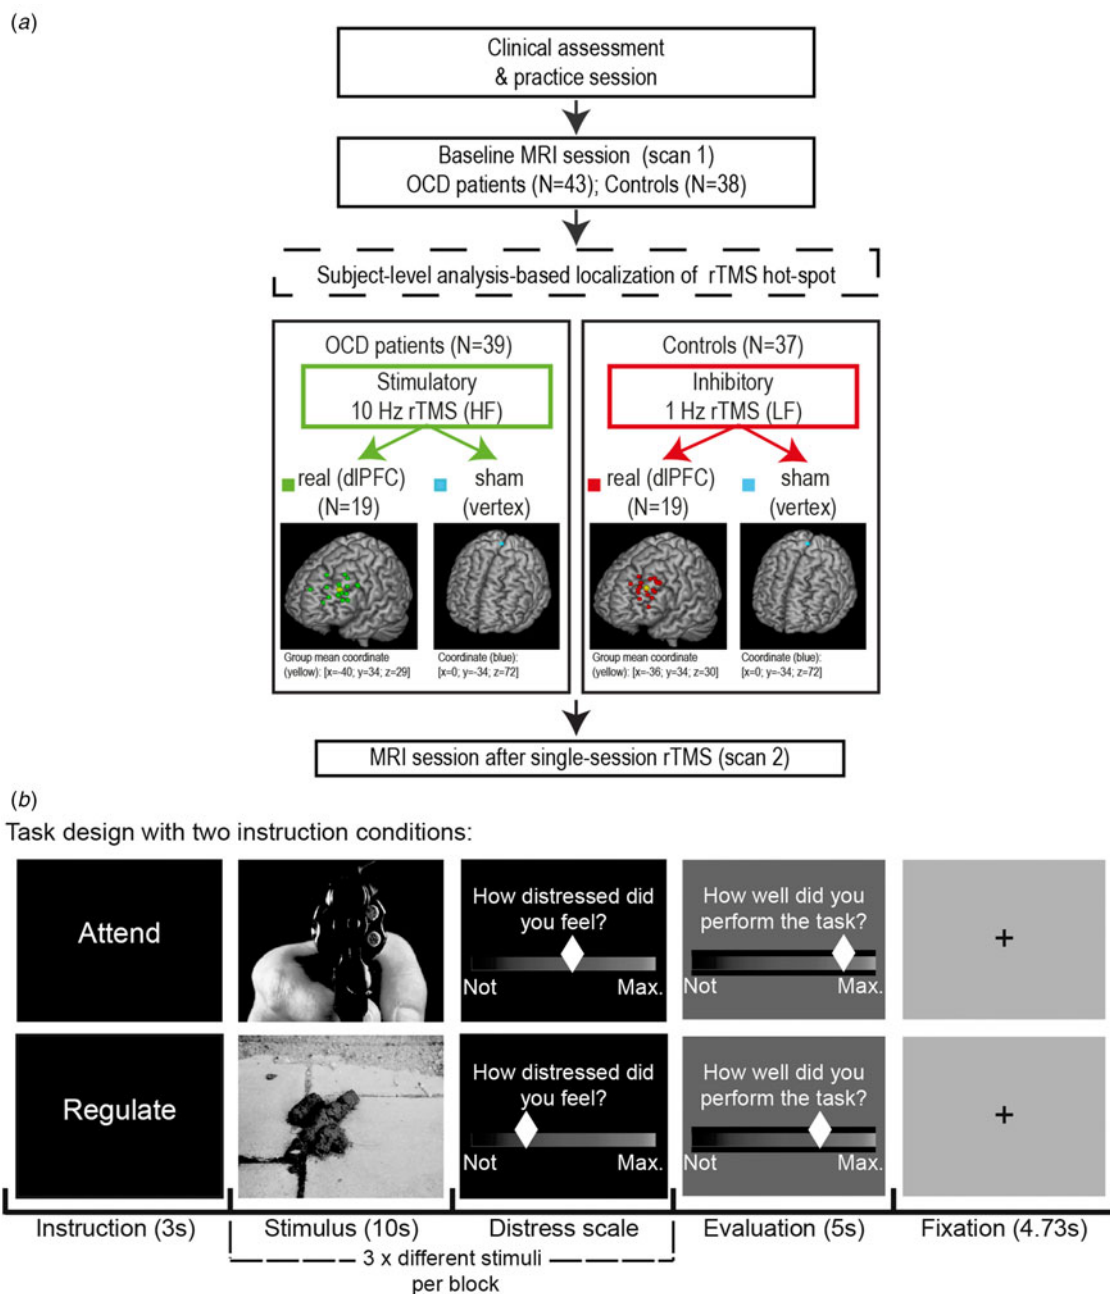 (a)
Clinical assessment
& practice session
Baseline MRI session (scan 1)
OCD patients (N=43); Controls (N=38)
Subject-level analysis-based localization of rTMS hot-spot
OCD patients (N=39)
Stimulatory
10 Hz rTMS (HF)
real (dlPFC)
(N=19)
sham
(vertex)
Group mean coordinate
(yellow): [x=-40; y=34; z=29]
Coordinate (blue):
[x=0; y=-34; z=72]
Controls (N=37)
Inhibitory
1 Hz rTMS (LF)
real (dlPFC)
(N=19)
sham
(vertex)
Group mean coordinate
(yellow): [x=-36; y=34; z=30]
Coordinate (blue):
[x=0; y=-34; z=72]
MRI session after single-session rTMS (scan 2)
(b)
Task design with two instruction conditions:
Attend
How distressed did
you feel?
Not Max.
How well did you
perform the task?
Not Max.
+
Regulate
How distressed did
you feel?
Not Max.
How well did you
perform the task?
Not Max.
+
Instruction (3s) Stimulus (10s) Distress scale Evaluation (5s) Fixation (4.73s)
3 x different stimuli
per block